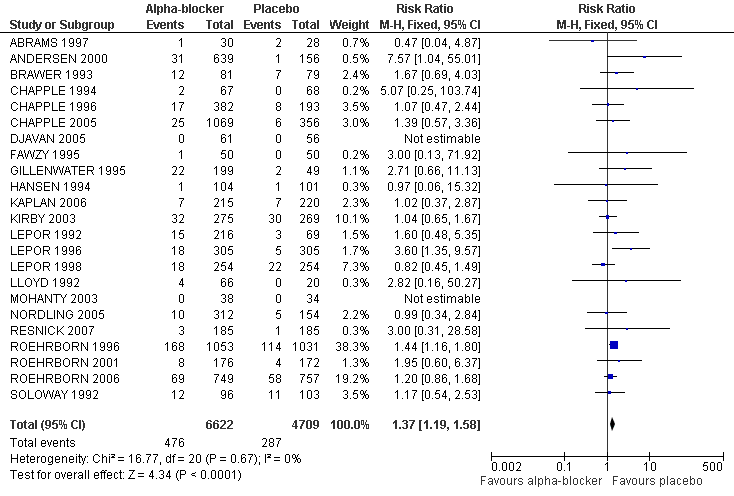 Alpha-blocker Placebo Risk Ratio Risk Ratio
Study or Subgroup Events Total Events Total Weight M-H, Fixed, 95% CI M-H, Fixed, 95% CI
ABRAMS 1997 1 30 2 28 0.7% 0.47 [0.04, 4.87]
ANDERSEN 2000 31 639 1 156 0.5% 7.57 [1.04, 55.01]
BRAWER 1993 12 81 7 79 2.4% 1.67 [0.69, 4.03]
CHAPPLE 1994 2 67 0 68 0.2% 5.07 [0.25, 103.74]
CHAPPLE 1996 17 382 8 193 3.6% 1.07 [0.47, 2.44]
CHAPPLE 2005 25 1069 6 356 3.0% 1.39 [0.57, 3.36]
DJAVAN 2005 0 61 0 56 Not estimable
FAWZY 1995 1 50 0 50 0.2% 3.00 [0.13, 71.92]
GILLENWATER 1995 22 199 2 49 1.1% 2.71 [0.66, 11.13]
HANSEN 1994 1 104 1 101 0.3% 0.97 [0.06, 15.32]
KAPLAN 2006 7 215 7 220 2.3% 1.02 [0.37, 2.87]
KIRBY 2003 32 275 30 269 10.1% 1.04 [0.65, 1.67]
LEPOR 1992 15 216 3 69 1.5% 1.60 [0.48, 5.35]
LEPOR 1996 18 305 5 305 1.7% 3.60 [1.35, 9.57]
LEPOR 1998 18 254 22 254 7.3% 0.82 [0.45, 1.49]
LLOYD 1992 4 66 0 20 0.3% 2.82 [0.16, 50.27]
MOHANTY 2003 0 38 0 34 Not estimable
NORDLING 2005 10 312 5 154 2.2% 0.99 [0.34, 2.84]
RESNICK 2007 3 185 1 185 0.3% 3.00 [0.31, 28.58]
ROEHRBORN 1996 168 1053 114 1031 38.3% 1.44 [1.16, 1.80]
ROEHRBORN 2001 8 176 4 172 1.3% 1.95 [0.60, 6.37]
ROEHRBORN 2006 69 749 58 757 19.2% 1.20 [0.86, 1.68]
SOLOWAY 1992 12 96 11 103 3.5% 1.17 [0.54, 2.53]
Total (95% CI) 6622 4709 100.0% 1.37 [1.19, 1.58]
Total events 476 287
Heterogeneity: Chi² = 16.77, df = 20 (P = 0.67); I² = 0%
Test for overall effect: Z = 4.34 (P < 0.0001)
0.002 0.1 1 10 500
Favours alpha-blocker Favours placebo